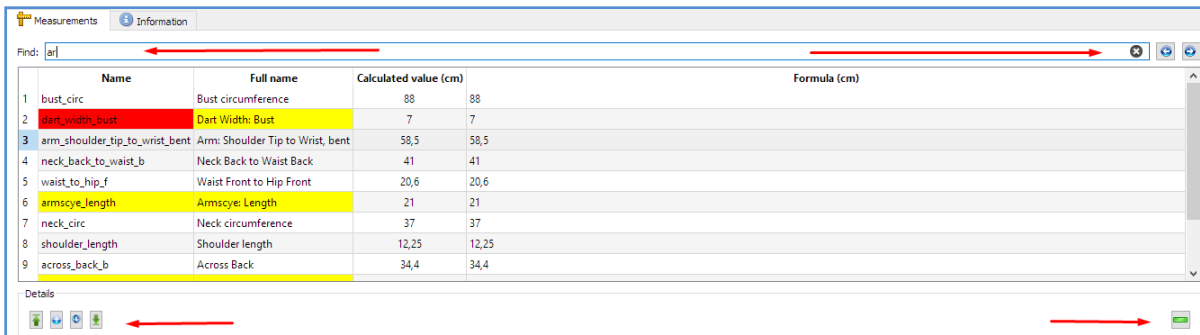 Measurements Information
Find: ar
Name Full name Calculated value (cm) Formula (cm)
1 bust_circ Bust circumference 88 88
2 dart_width_bust Dart Width: Bust 7 7
3 arm_shoulder_tip_to_wrist_bent Arm: Shoulder Tip to Wrist, bent 58,5 58,5
4 neck_back_to_waist_b Neck Back to Waist Back 41 41
5 waist_to_hip_f Waist Front to Hip Front 20,6 20,6
6 armscye_length Armscye: Length 21 21
7 neck_circ Neck circumference 37 37
8 shoulder_length Shoulder length 12,25 12,25
9 across_back_b Across Back 34,4 34,4
Details